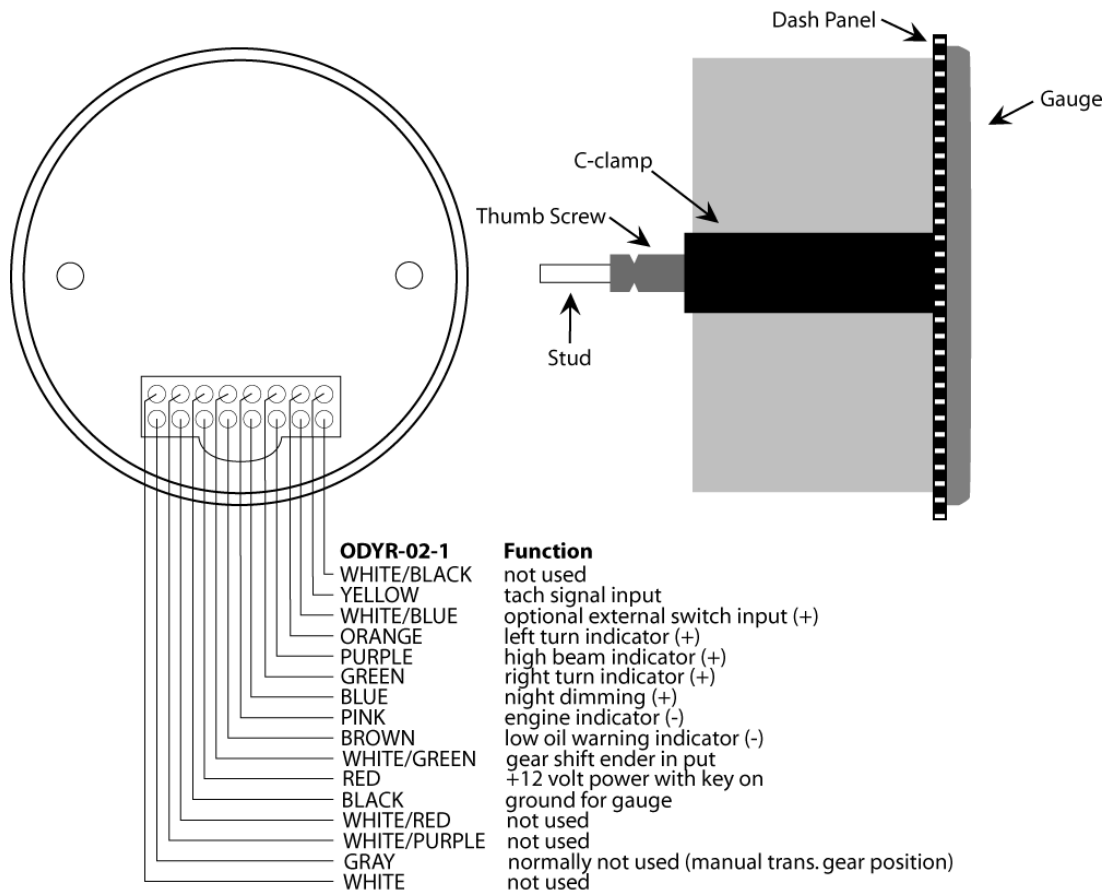 Dash Panel
Gauge
C-clamp
Thumb Screw
Stud
ODYR-02-1 Function
WHITE/BLACK not used
YELLOW tach signal input
WHITE/BLUE optional external switch input (+)
ORANGE left turn indicator (+)
PURPLE high beam indicator (+)
GREEN right turn indicator (+)
BLUE night dimming (+)
PINK engine indicator (-)
BROWN low oil warning indicator (-)
WHITE/GREEN gear shift ender in put
RED +12 volt power with key on
BLACK ground for gauge
WHITE/RED not used
WHITE/PURPLE not used
GRAY normally not used (manual trans. gear position)
WHITE not used